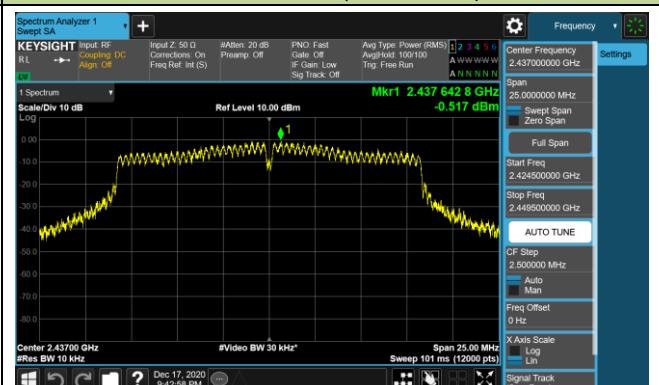 Spectrum Analyzer 1
Swept SA
Frequency
KEYSIGHT
RL
LW
Input: RF
Coupling: DC
Align: Off
Input Z: 50 Ω
Corrections: On
Freq Ref: Int (S)
#Atten: 20 dB
Preamp: Off
PNO: Fast
Gate: Off
IF Gain: Low
Sig Track: Off
Avg Type: Power (RMS)
Avg|Hold: 100/100
Trig: Free Run
1 2 3 4 5 6
A W W W W W
A N N N N N
1 Spectrum
Scale/Div 10 dB
Log
Ref Level 10.00 dBm
Mkr1 2.437 642 8 GHz
-0.517 dBm
1
0.00
-10.0
-20.0
-30.0
-40.0
-50.0
-60.0
-70.0
-80.0
Center 2.43700 GHz
#Res BW 10 kHz
#Video BW 30 kHz*
Span 25.00 MHz
Sweep 101 ms (12000 pts)
Dec 17, 2020
9:42:58 PM
Center Frequency
2.437000000 GHz
Settings
Span
25.0000000 MHz
Swept Span
Zero Span
Full Span
Start Freq
2.424500000 GHz
Stop Freq
2.449500000 GHz
AUTO TUNE
CF Step
2.500000 MHz
Auto
Man
Freq Offset
0 Hz
X Axis Scale
Log
Lin
Signal Track